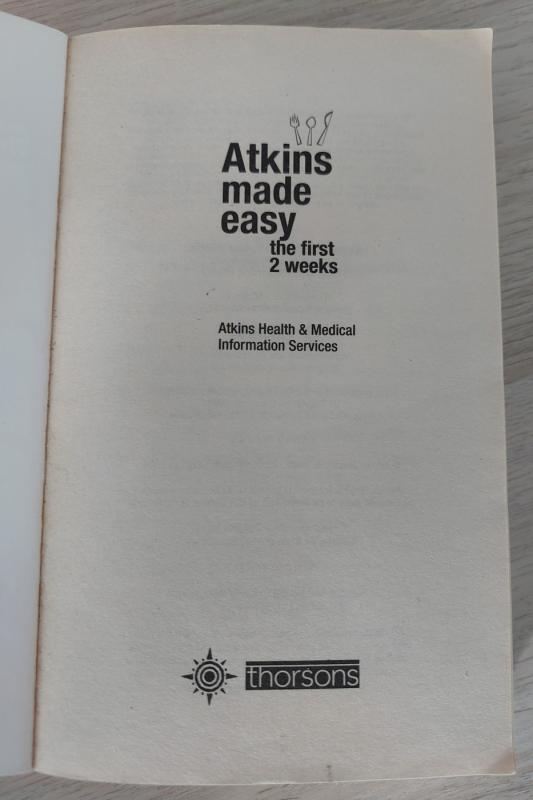 Atkins
made
easy
the first
2 weeks
Atkins Health & Medical
Information Services
thorsons